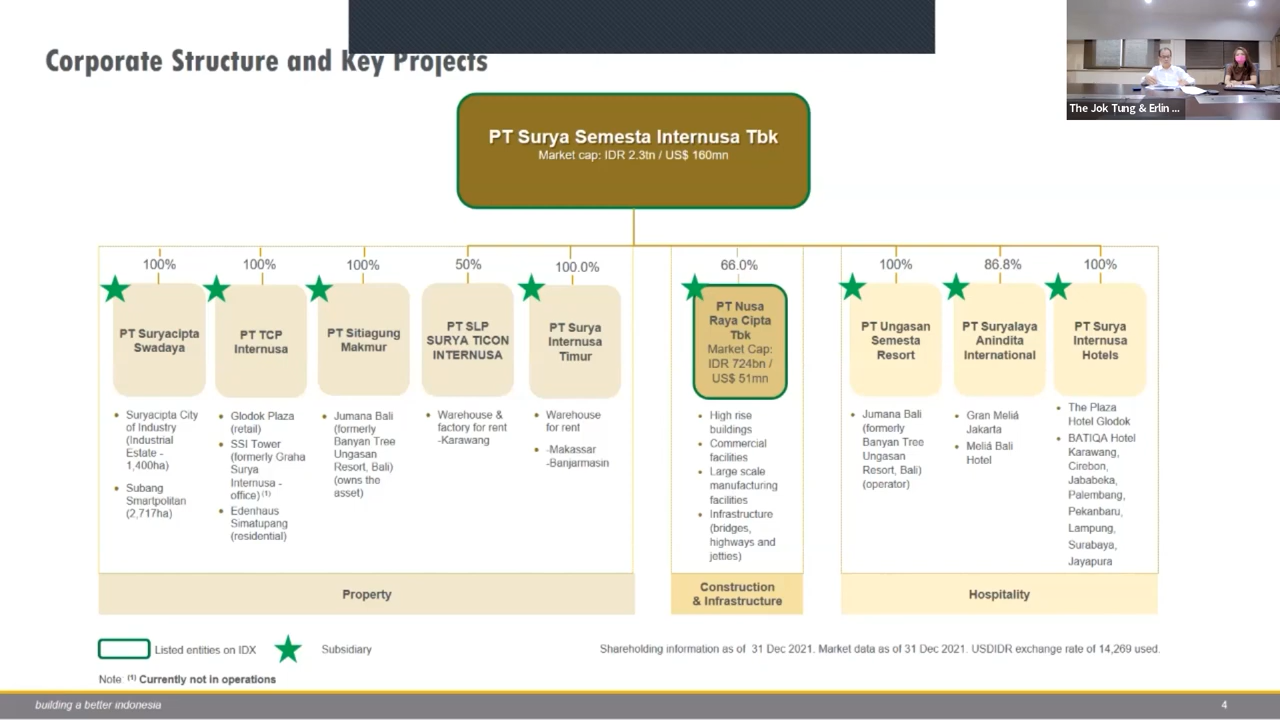 Corporate Structure and Key Projects
The Jok Tung & Erlin ...
PT Surya Semesta Internusa Tbk
Market cap: IDR 2.3tn / US$ 160mn
100%
100%
100%
50%
100.0%
66.0%
100%
86.8%
100%
PT Suryacipta
Swadaya
PT TCP
Internusa
PT Sitiagung
Makmur
PT SLP
SURYA TICON
INTERNUSA
PT Surya
Internusa
Timur
PT Nusa
Raya Cipta
Tbk
Market Cap:
IDR 724bn /
US$ 51mn
PT Ungasan
Semesta
Resort
PT Suryalaya
Anindita
International
PT Surya
Internusa
Hotels
• Suryacipta City
of Industry
(Industrial
Estate -
1,400ha)
• Subang
Smartpolitan
(2,717ha)
• Glodok Plaza
(retail)
• SSI Tower
(formerly Graha
Surya
Internusa -
office) (1)
• Edenhaus
Simatupang
(residential)
• Jumana Bali
(formerly
Banyan Tree
Ungasan
Resort, Bali)
(owns the
asset)
• Warehouse &
factory for rent
-Karawang
• Warehouse
for rent
• -Makassar
-Banjarmasin
• High rise
buildings
• Commercial
facilities
• Large scale
manufacturing
facilities
• Infrastructure
(bridges,
highways and
jetties)
• Jumana Bali
(formerly
Banyan Tree
Ungasan
Resort, Bali)
(operator)
• Gran Meliá
Jakarta
• Meliá Bali
Hotel
• The Plaza
Hotel Glodok
• BATIQA Hotel
Karawang,
Cirebon,
Jababeka,
Palembang,
Pekanbaru,
Lampung,
Surabaya,
Jayapura
Property
Construction
& Infrastructure
Hospitality
Listed entities on IDX
Subsidiary
Shareholding information as of 31 Dec 2021. Market data as of 31 Dec 2021. USDIDR exchange rate of 14,269 used.
Note: (1) Currently not in operations
building a better indonesia
4